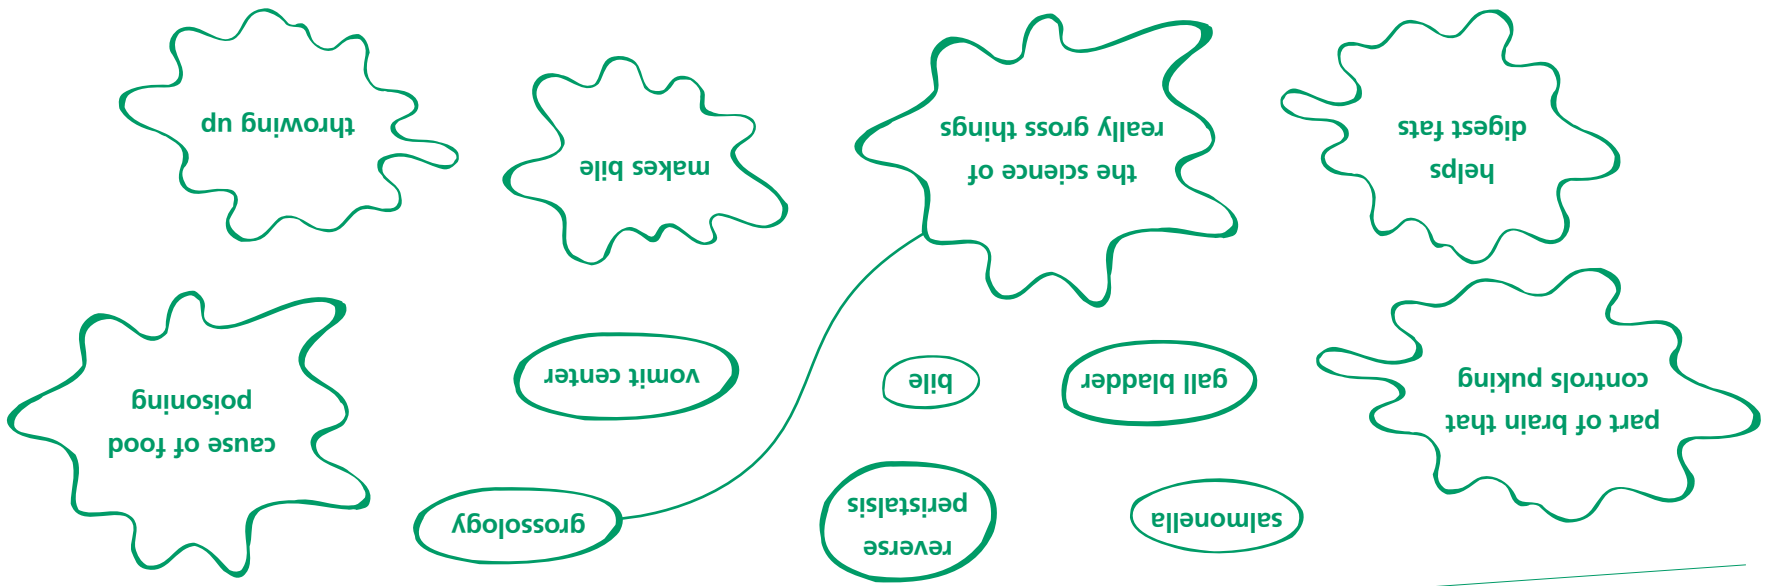 salmonella
reverse
peristalsis
grossology
part of brain that
controls puking
gall bladder
bile
vomit center
cause of food
poisoning
helps
digest fats
the science of
really gross things
makes bile
throwing up